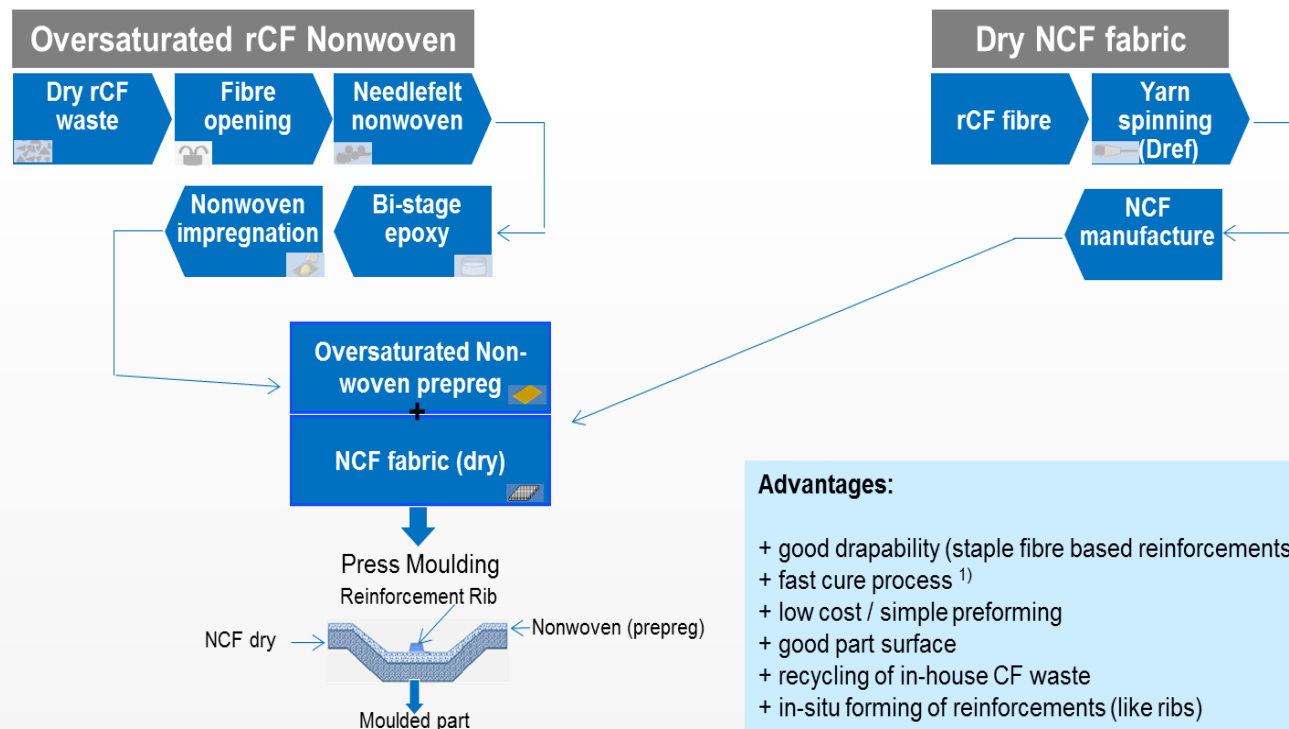 Oversaturated rCF Nonwoven
Dry rCF
waste
Fibre
opening
Needlefelt
nonwoven
Nonwoven
impregnation
Bi-stage
epoxy
Dry NCF fabric
rCF fibre
Yarn
spinning
(Dref)
NCF
manufacture
Oversaturated Non-
woven prepreg
+
NCF fabric (dry)
Press Moulding
Reinforcement Rib
NCF dry
Nonwoven (prepreg)
Moulded part
Advantages:
+ good drapability (staple fibre based reinforcements
+ fast cure process 1)
+ low cost / simple preforming
+ good part surface
+ recycling of in-house CF waste
+ in-situ forming of reinforcements (like ribs)